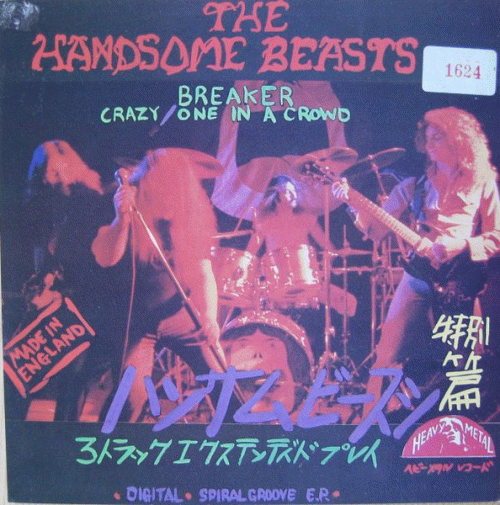 THE
HANDSOME BEASTS
1624
BREAKER
CRAZY / ONE IN A CROWD
MADE IN
ENGLAND
特別篇
ハンサムビースツ
HEAVY METAL
3トラック エクステンデッド プレイ
ヘビーメタル レコード
• DIGITAL • SPIRAL GROOVE E.P. •